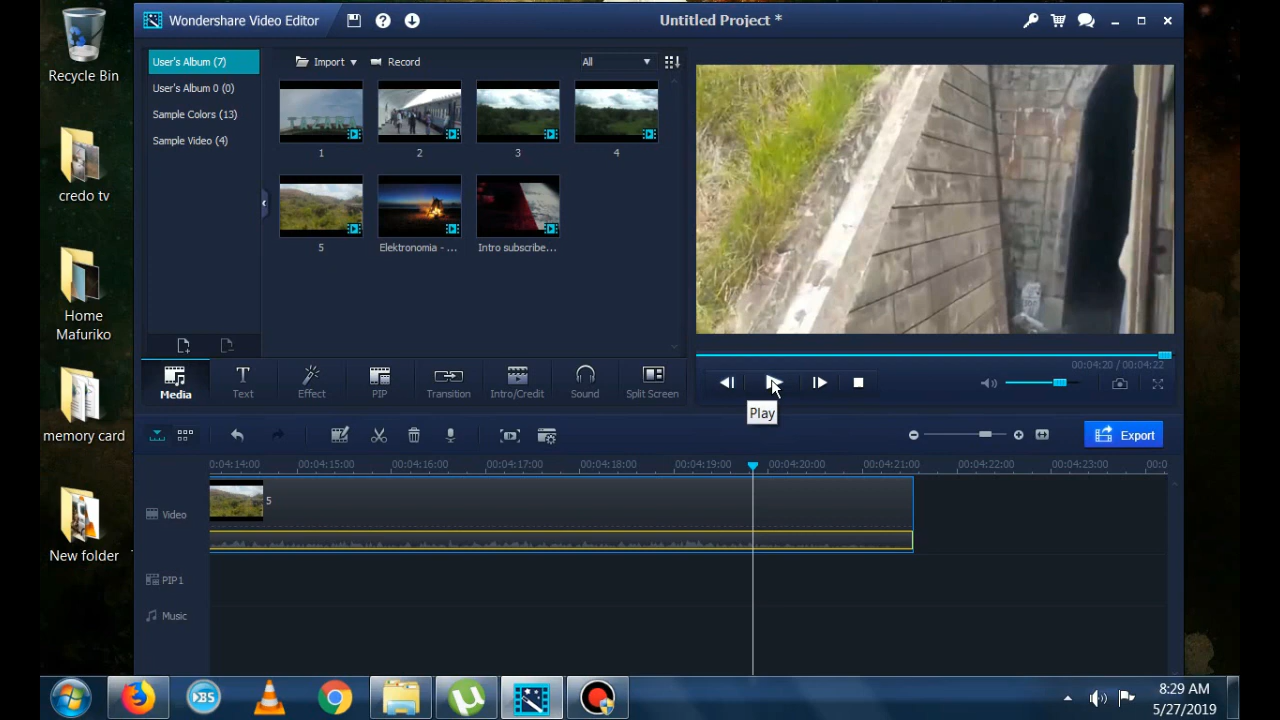 Recycle Bin
credo tv
Home
Mafuriko
memory card
New folder
Wondershare Video Editor
Untitled Project *
User's Album (7)
User's Album 0 (0)
Sample Colors (13)
Sample Video (4)
Import
Record
All
1
2
3
4
5
Elektronomia - ...
Intro subscribe...
00:04:20 / 00:04:22
Media
Text
Effect
PIP
Transition
Intro/Credit
Sound
Split Screen
Play
Export
0:04:14:00 00:04:15:00 00:04:16:00 00:04:17:00 00:04:18:00 00:04:19:00 00:04:20:00 00:04:21:00 00:04:22:00 00:04:23:00 00:0
Video
5
PIP1
Music
BS
8:29 AM
5/27/2019